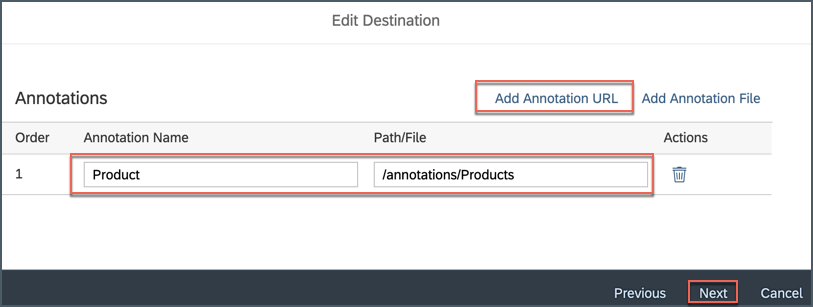 Edit Destination
Annotations Add Annotation URL Add Annotation File
Order Annotation Name Path/File Actions
1 Product /annotations/Products
Previous Next Cancel